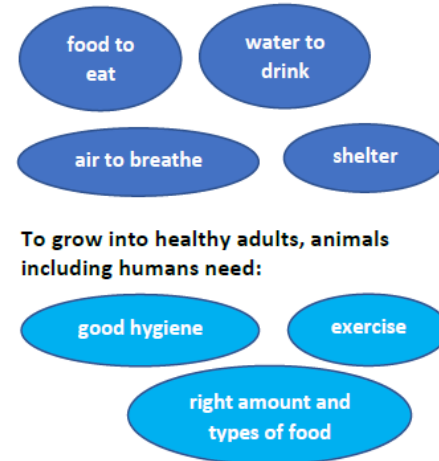 food to
eat
water to
drink
air to breathe
shelter
To grow into healthy adults, animals
including humans need:
good hygiene
exercise
right amount and
types of food